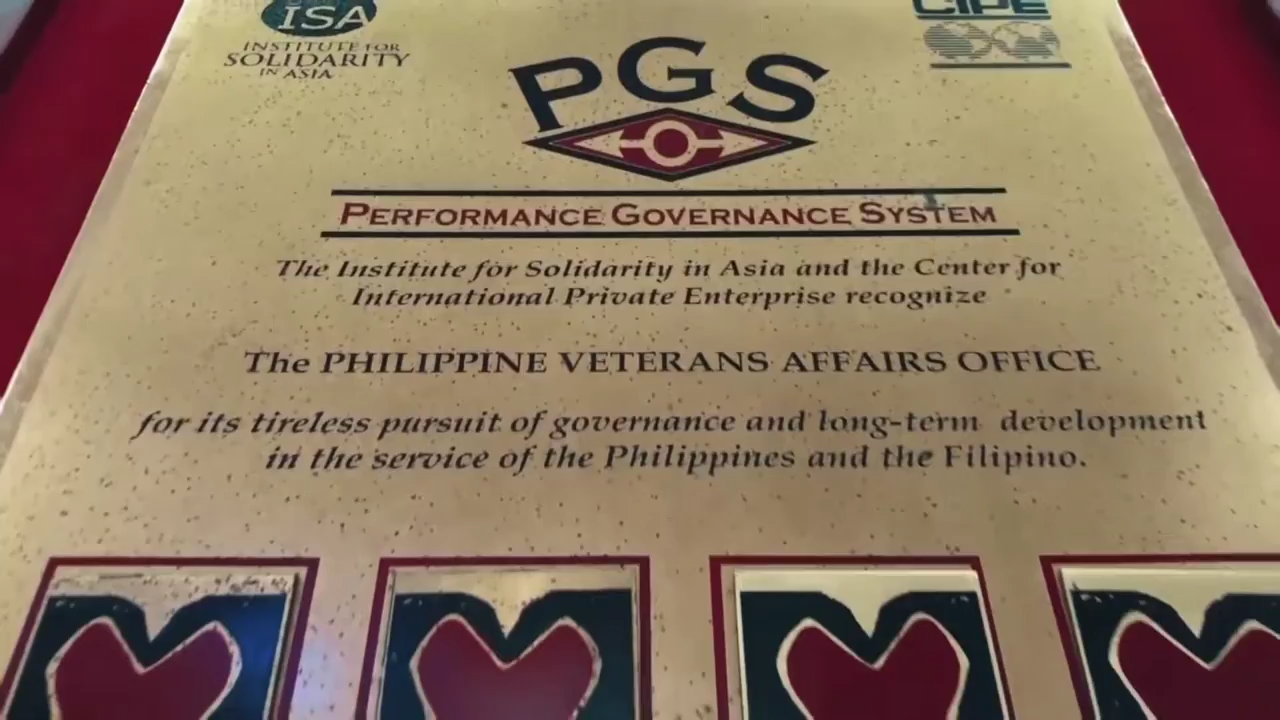 ISA
INSTITUTE FOR
SOLIDARITY
IN ASIA
CIPE
PGS
PERFORMANCE GOVERNANCE SYSTEM
The Institute for Solidarity in Asia and the Center for
International Private Enterprise recognize
The PHILIPPINE VETERANS AFFAIRS OFFICE
for its tireless pursuit of governance and long-term development
in the service of the Philippines and the Filipino.